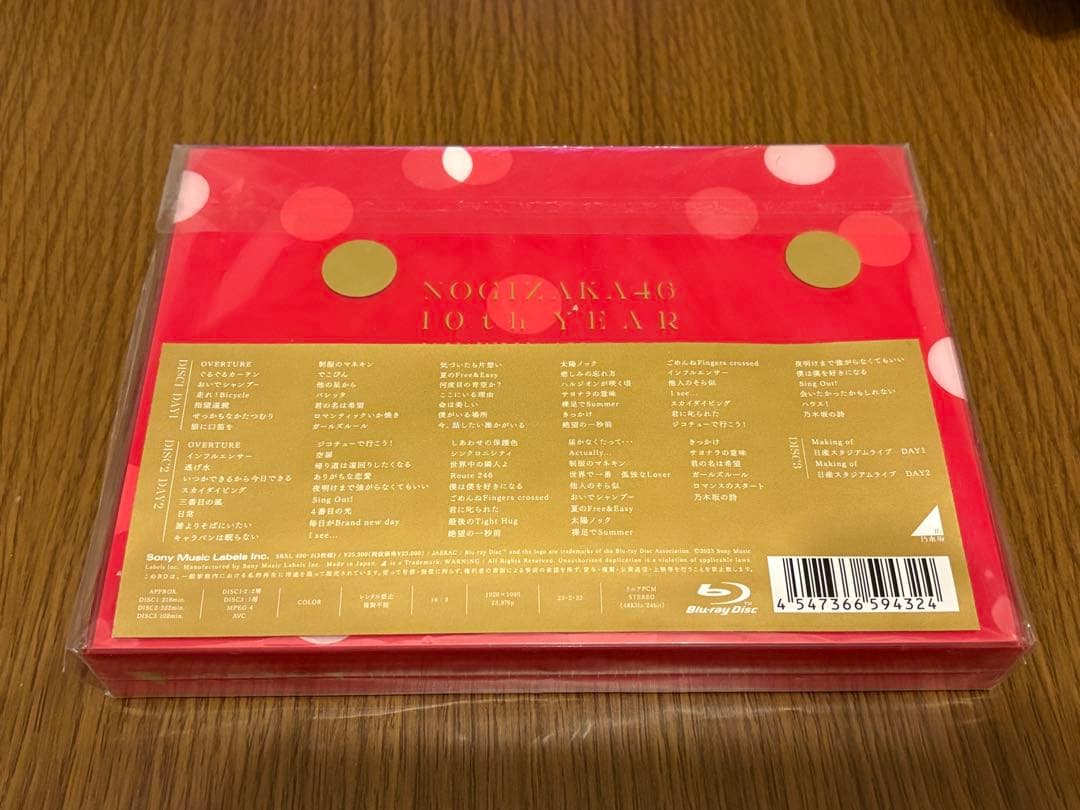 NOGIZAKA46
10th YEAR
DISC1 DAY1
OVERTURE
ぐるぐるカーテン
おいでシャンプー
走れ!Bicycle
指望遠鏡
せっかちなかたつむり
狼に口笛を
制服のマネキン
でこぴん
他の星から
バレッタ
君の名は希望
ロマンティックいか焼き
ガールズルール
気づいたら片想い
夏のFree&Easy
何度目の青空か?
ここにいる理由
命は美しい
僕がいる場所
今、話したい誰かがいる
太陽ノック
悲しみの忘れ方
ハルジオンが咲く頃
サヨナラの意味
裸足でSummer
きっかけ
絶望の一秒前
ごめんねFingers crossed
インフルエンサー
他人のそら似
I see...
スカイダイビング
君に叱られた
ジコチューで行こう!
夜明けまで強がらなくてもいい
僕は僕を好きになる
Sing Out!
会いたかったかもしれない
ハウス!
乃木坂の詩
DISC2 DAY2
OVERTURE
インフルエンサー
逃げ水
いつかできるから今日できる
スカイダイビング
三番目の風
日常
誰よりそばにいたい
キャラバンは眠らない
ジコチューで行こう!
空扉
帰り道は遠回りしたくなる
ありがちな恋愛
夜明けまで強がらなくてもいい
Sing Out!
4番目の光
毎日がBrand new day
I see...
しあわせの保護色
シンクロニシティ
世界中の隣人よ
Route 246
僕は僕を好きになる
ごめんねFingers crossed
君に叱られた
最後のTight Hug
絶望の一秒前
届かなくたって…
Actually...
制服のマネキン
世界で一番 孤独なLover
他人のそら似
おいでシャンプー
夏のFree&Easy
太陽ノック
裸足でSummer
きっかけ
サヨナラの意味
君の名は希望
ガールズルール
ロマンスのスタート
乃木坂の詩
DISC3
Making of
日産スタジアムライブ DAY1
Making of
日産スタジアムライブ DAY2
乃木坂
Sony Music Labels Inc.
APPROX.
DISC1:218min.
COLOR
レンタル禁止
複製不能
16:9
リニアPCM
STEREO
(48KHz/24bit)
Blu-ray Disc
4 547366 594324